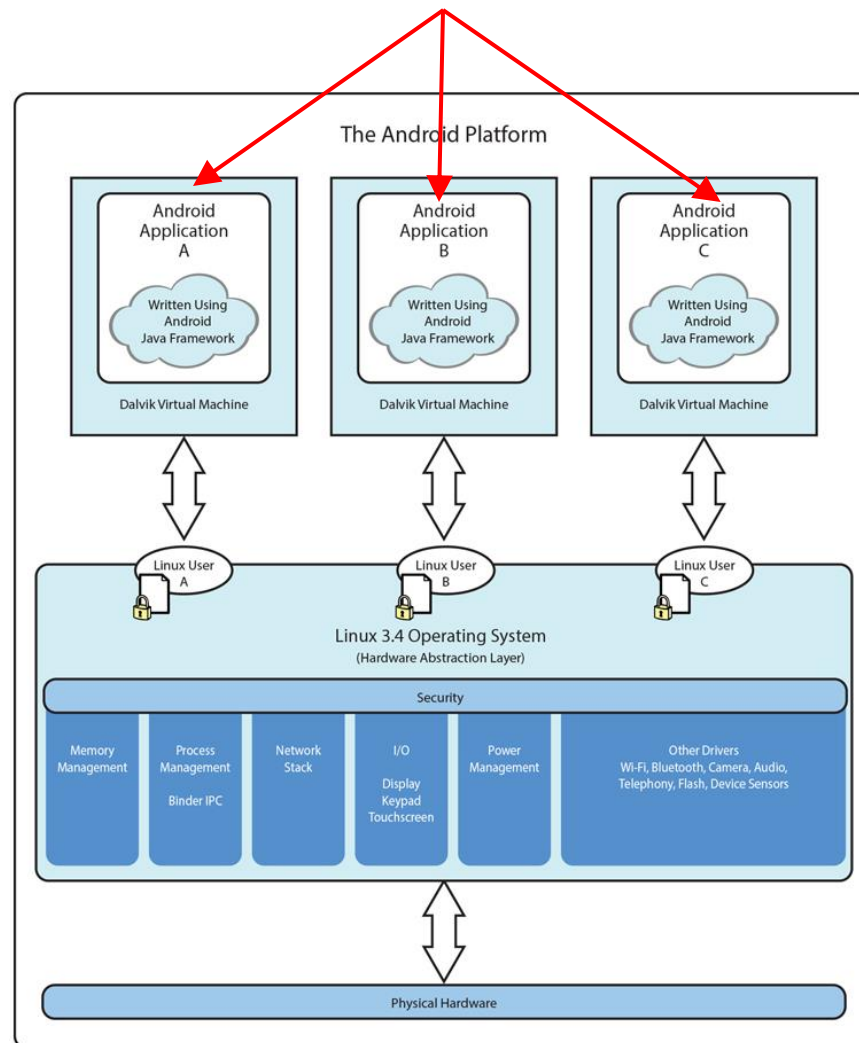 The Android Platform
Android
Application
A
Written Using
Android
Java Framework
Dalvik Virtual Machine
Android
Application
B
Written Using
Android
Java Framework
Dalvik Virtual Machine
Android
Application
C
Written Using
Android
Java Framework
Dalvik Virtual Machine
Linux User
A
Linux User
B
Linux User
C
Linux 3.4 Operating System
(Hardware Abstraction Layer)
Security
Memory
Management
Process
Management
Binder IPC
Network
Stack
I/O
Display
Keypad
Touchscreen
Power
Management
Other Drivers
Wi-Fi, Bluetooth, Camera, Audio,
Telephony, Flash, Device Sensors
Physical Hardware